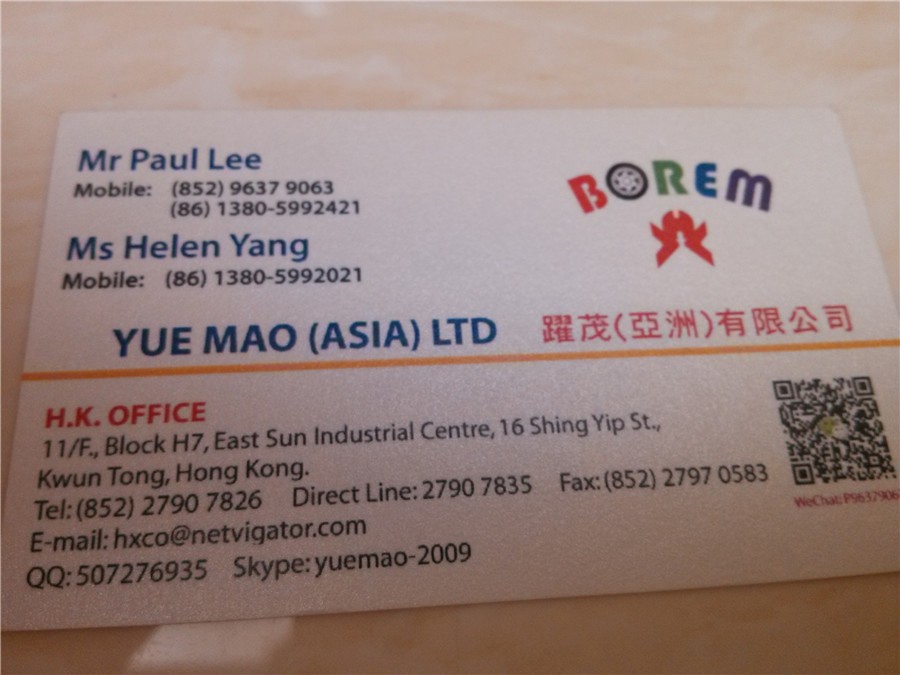 Mr Paul Lee
Mobile: (852) 9637 9063
(86) 1380-5992421
Ms Helen Yang
Mobile: (86) 1380-5992021
BOREM
YUE MAO (ASIA) LTD 躍茂(亞洲)有限公司
H.K. OFFICE
11/F., Block H7, East Sun Industrial Centre, 16 Shing Yip St.,
Kwun Tong, Hong Kong.
Tel: (852) 2790 7826 Direct Line: 2790 7835 Fax: (852) 2797 0583
E-mail: hxco@netvigator.com
QQ: 507276935 Skype: yuemao-2009
WeChat: